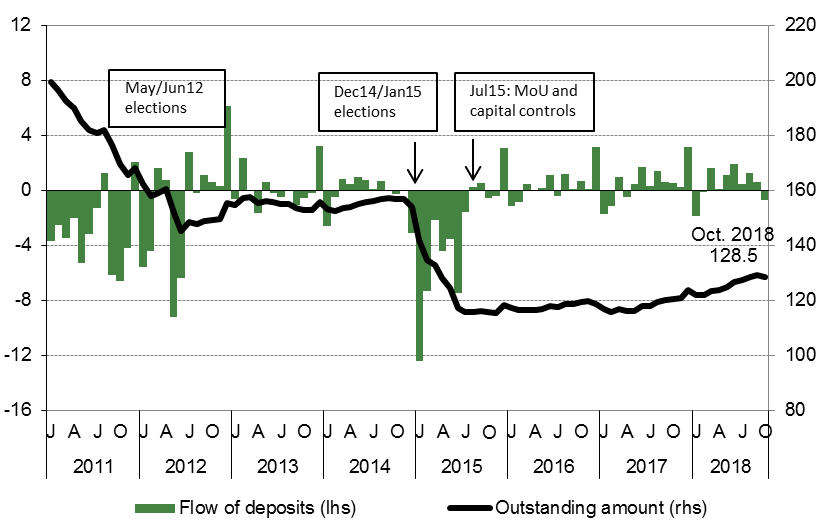 12
220
8
200
4
180
0
160
-4
140
-8
120
-12
100
-16
80
May/Jun12
elections
Dec14/Jan15
elections
Jul15: MoU and
capital controls
Oct. 2018
128.5
J A J O J A J O J A J O J A J O J A J O J A J O J A J O J A J O
2011 2012 2013 2014 2015 2016 2017 2018
Flow of deposits (lhs) Outstanding amount (rhs)